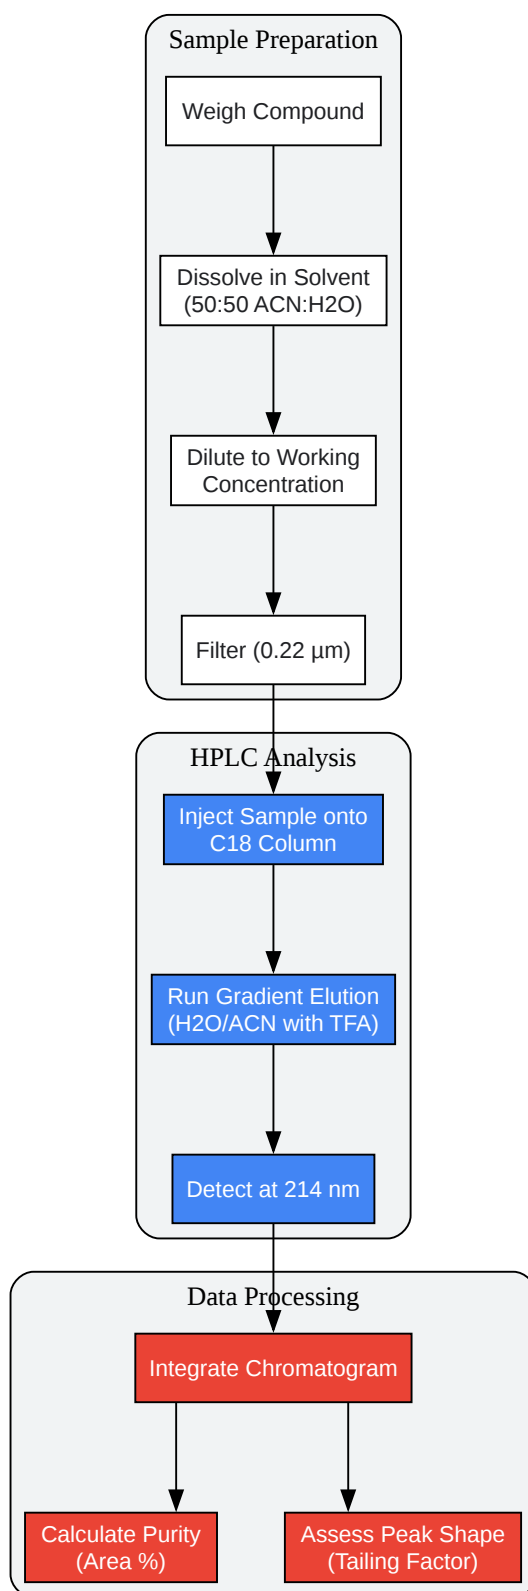 Sample Preparation
Weigh Compound
Dissolve in Solvent
(50:50 ACN:H2O)
Dilute to Working
Concentration
Filter (0.22 µm)
HPLC Analysis
Inject Sample onto
C18 Column
Run Gradient Elution
(H2O/ACN with TFA)
Detect at 214 nm
Data Processing
Integrate Chromatogram
Calculate Purity
(Area %)
Assess Peak Shape
(Tailing Factor)